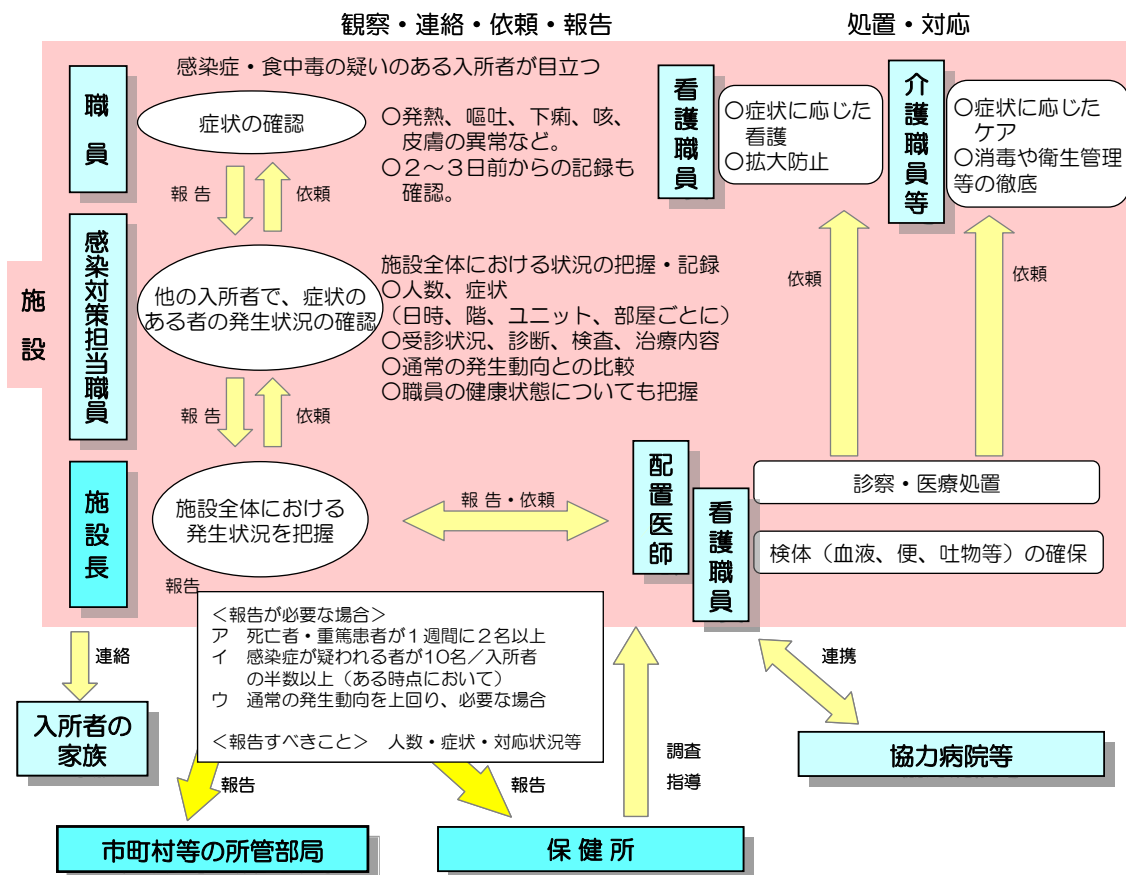 観察・連絡・依頼・報告
処置・対応
施設
職員
感染症・食中毒の疑いのある入所者が目立つ
症状の確認
○発熱、嘔吐、下痢、咳、
皮膚の異常など。
○２～３日前からの記録も
確認。
看護職員
○症状に応じた
看護
○拡大防止
介護職員等
○症状に応じた
ケア
○消毒や衛生管理
等の徹底
報 告
依頼
感染対策担当職員
他の入所者で、症状の
ある者の発生状況の確認
施設全体における状況の把握・記録
○人数、症状
（日時、階、ユニット、部屋ごとに）
○受診状況、診断、検査、治療内容
○通常の発生動向との比較
○職員の健康状態についても把握
依頼
依頼
報 告
依頼
施設長
施設全体における
発生状況を把握
報 告・依頼
配置医師
看護職員
診察・医療処置
検体（血液、便、吐物等）の確保
報告
＜報告が必要な場合＞
ア　死亡者・重篤患者が１週間に２名以上
イ　感染症が疑われる者が10名／入所者
の半数以上（ある時点において）
ウ　通常の発生動向を上回り、必要な場合
＜報告すべきこと＞　人数・症状・対応状況等
連絡
連携
入所者の
家族
調査
指導
協力病院等
報告
報告
市町村等の所管部局
保 健 所